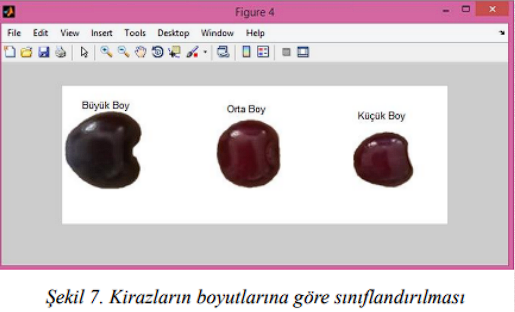 Figure 4
File Edit View Insert Tools Desktop Window Help
Büyük Boy
Orta Boy
Küçük Boy
Şekil 7. Kirazların boyutlarına göre sınıflandırılması